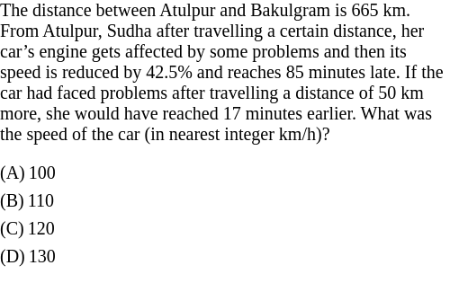 The distance between Atulpur and Bakulgram is 665 km.
From Atulpur, Sudha after travelling a certain distance, her
car’s engine gets affected by some problems and then its
speed is reduced by 42.5% and reaches 85 minutes late. If the
car had faced problems after travelling a distance of 50 km
more, she would have reached 17 minutes earlier. What was
the speed of the car (in nearest integer km/h)?
(A) 100
(B) 110
(C) 120
(D) 130